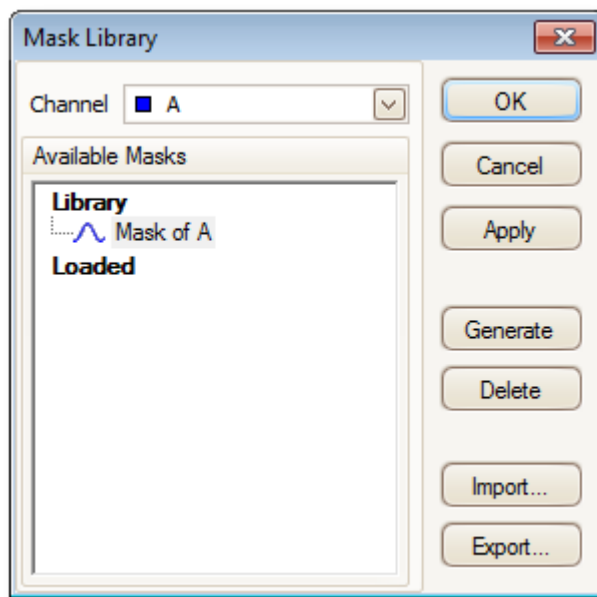 Mask Library
Channel A
Available Masks
Library
Mask of A
Loaded
OK
Cancel
Apply
Generate
Delete
Import...
Export...